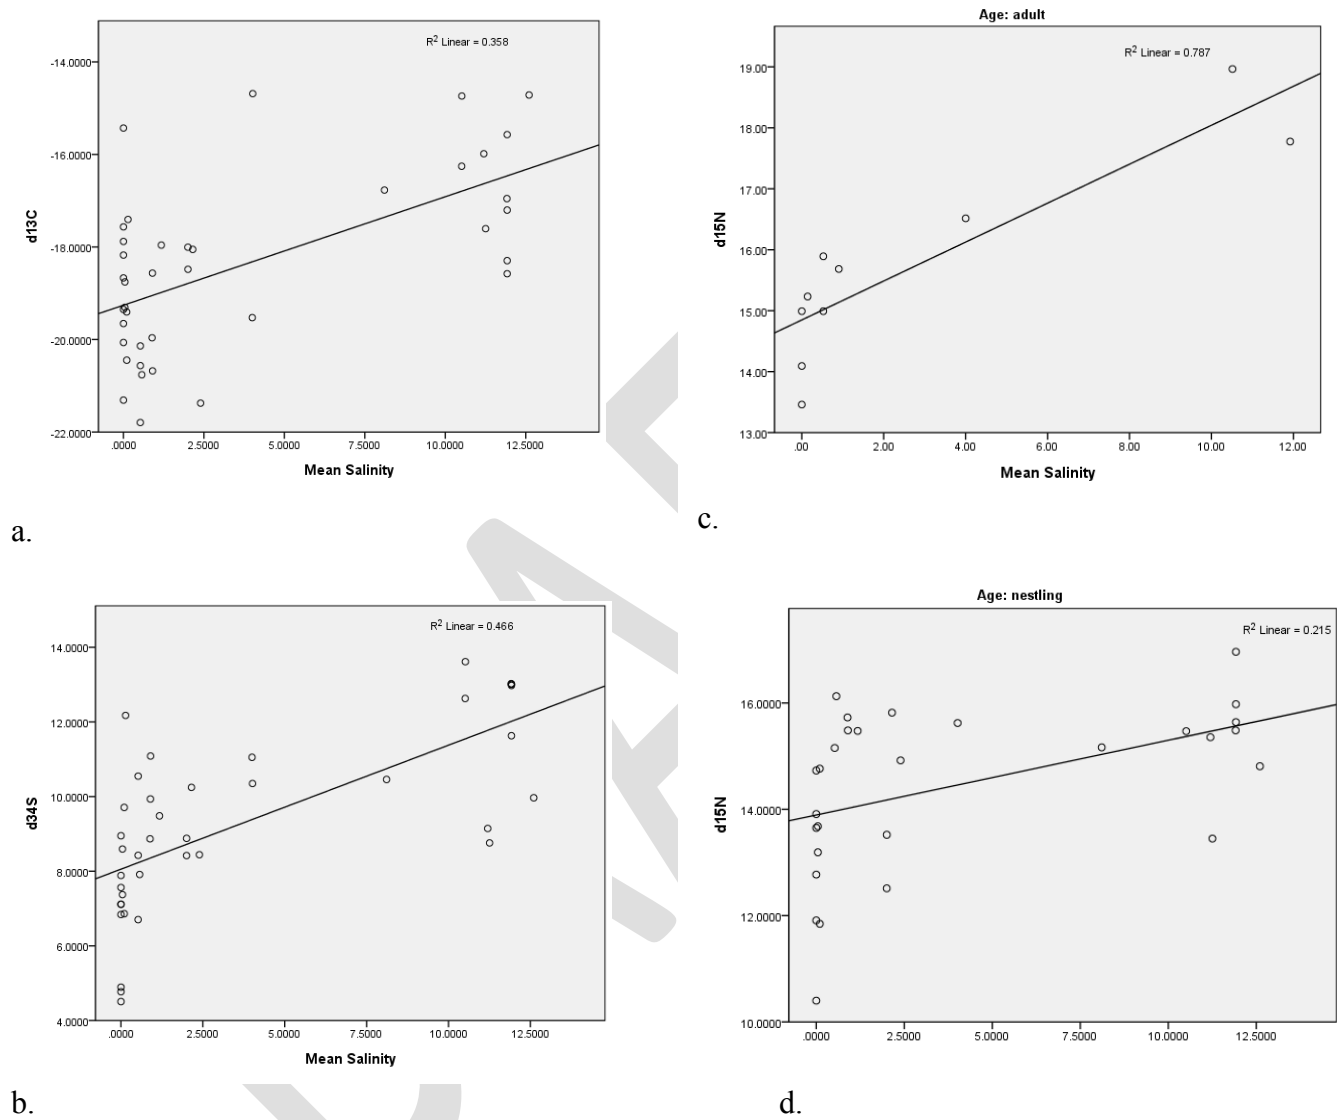 R² Linear = 0.358
-14.0000
-16.0000
-18.0000
-20.0000
-22.0000
d13C
.0000 2.5000 5.0000 7.5000 10.0000 12.5000
Mean Salinity
a.
R² Linear = 0.466
14.0000
12.0000
10.0000
8.0000
6.0000
4.0000
d34S
.0000 2.5000 5.0000 7.5000 10.0000 12.5000
Mean Salinity
b.
Age: adult
R² Linear = 0.787
19.00
18.00
17.00
16.00
15.00
14.00
13.00
d15N
.00 2.00 4.00 6.00 8.00 10.00 12.00
Mean Salinity
c.
Age: nestling
R² Linear = 0.215
16.0000
14.0000
12.0000
10.0000
d15N
.0000 2.5000 5.0000 7.5000 10.0000 12.5000
d.